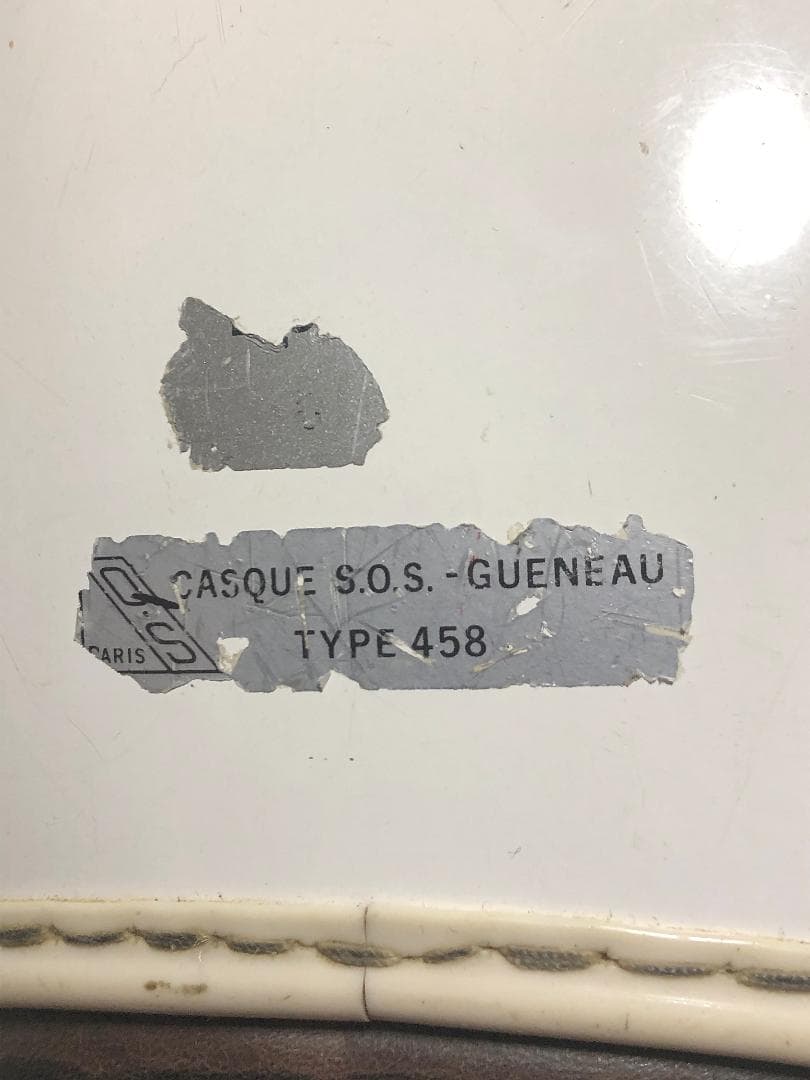 CASQUE S.O.S. - GUENEAU
TYPE 458
G.S
PARIS